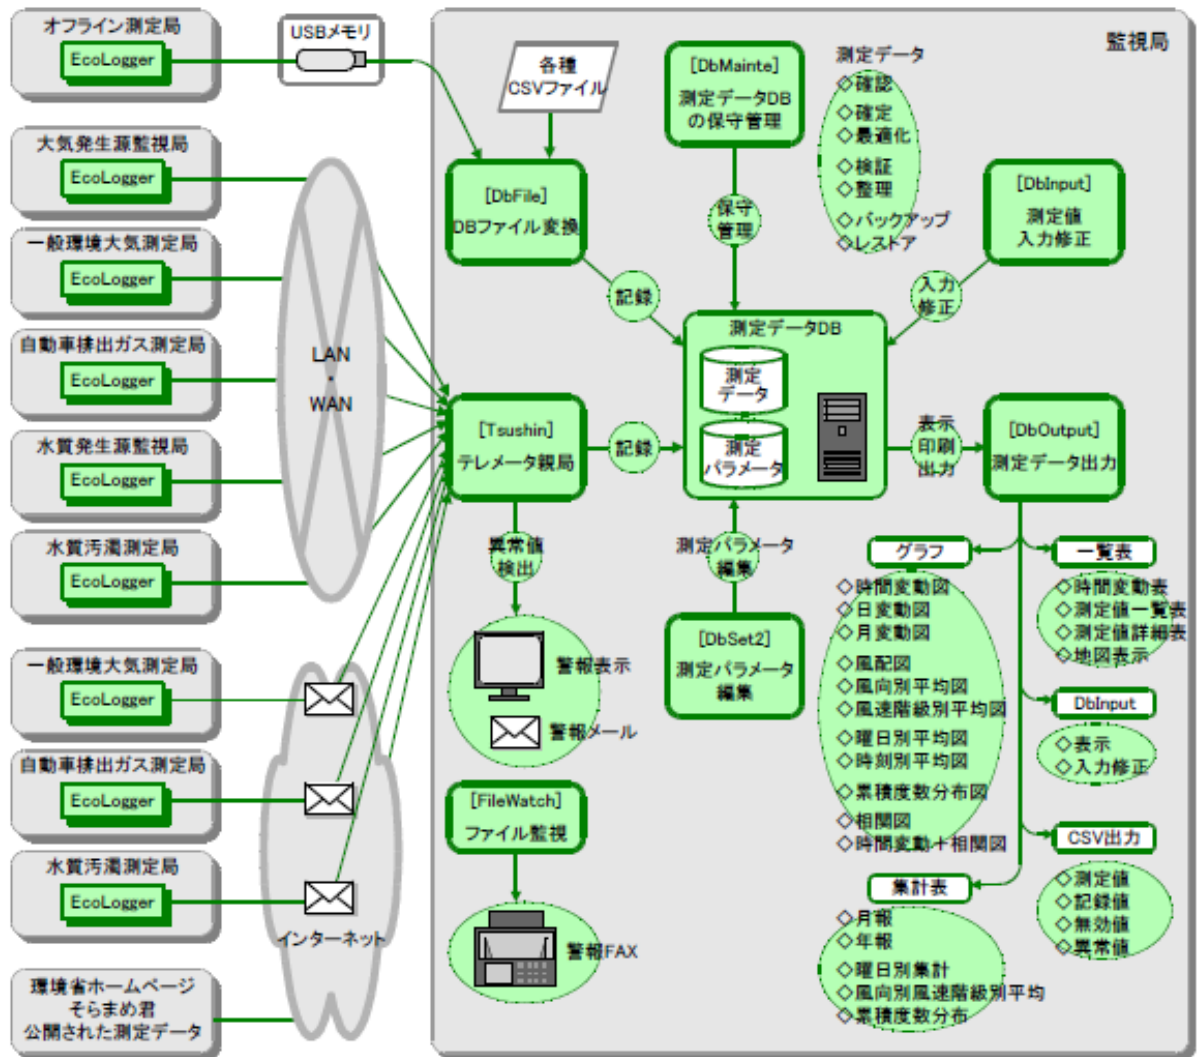 オフライン測定局
EcoLogger
USBメモリ
大気発生源監視局
EcoLogger
一般環境大気測定局
EcoLogger
自動車排出ガス測定局
EcoLogger
水質発生源監視局
EcoLogger
水質汚濁測定局
EcoLogger
LAN
・
WAN
一般環境大気測定局
EcoLogger
自動車排出ガス測定局
EcoLogger
水質汚濁測定局
EcoLogger
インターネット
環境省ホームページ
そらまめ君
公開された測定データ
監視局
各種
CSVファイル
[DbFile]
DBファイル変換
記録
[DbMainte]
測定データDB
の保守管理
保守
管理
測定データ
◇確認
◇確定
◇最適化
◇検証
◇整理
◇バックアップ
◇レストア
[DbInput]
測定値
入力修正
入力
修正
測定データDB
測定
データ
測定
パラメータ
[Tsushin]
テレメータ親局
記録
表示
印刷
出力
[DbOutput]
測定データ出力
異常値
検出
警報表示
警報メール
測定パラメータ
編集
[DbSet2]
測定パラメータ
編集
[FileWatch]
ファイル監視
警報FAX
グラフ
◇時間変動図
◇日変動図
◇月変動図
◇風配図
◇風向別平均図
◇風速階級別平均図
◇曜日別平均図
◇時刻別平均図
◇累積度数分布図
◇相関図
◇時間変動+相関図
集計表
◇月報
◇年報
◇曜日別集計
◇風向別風速階級別平均
◇累積度数分布
一覧表
◇時間変動表
◇測定値一覧表
◇測定値詳細表
◇地図表示
DbInput
◇表示
◇入力修正
CSV出力
◇測定値
◇記録値
◇無効値
◇異常値